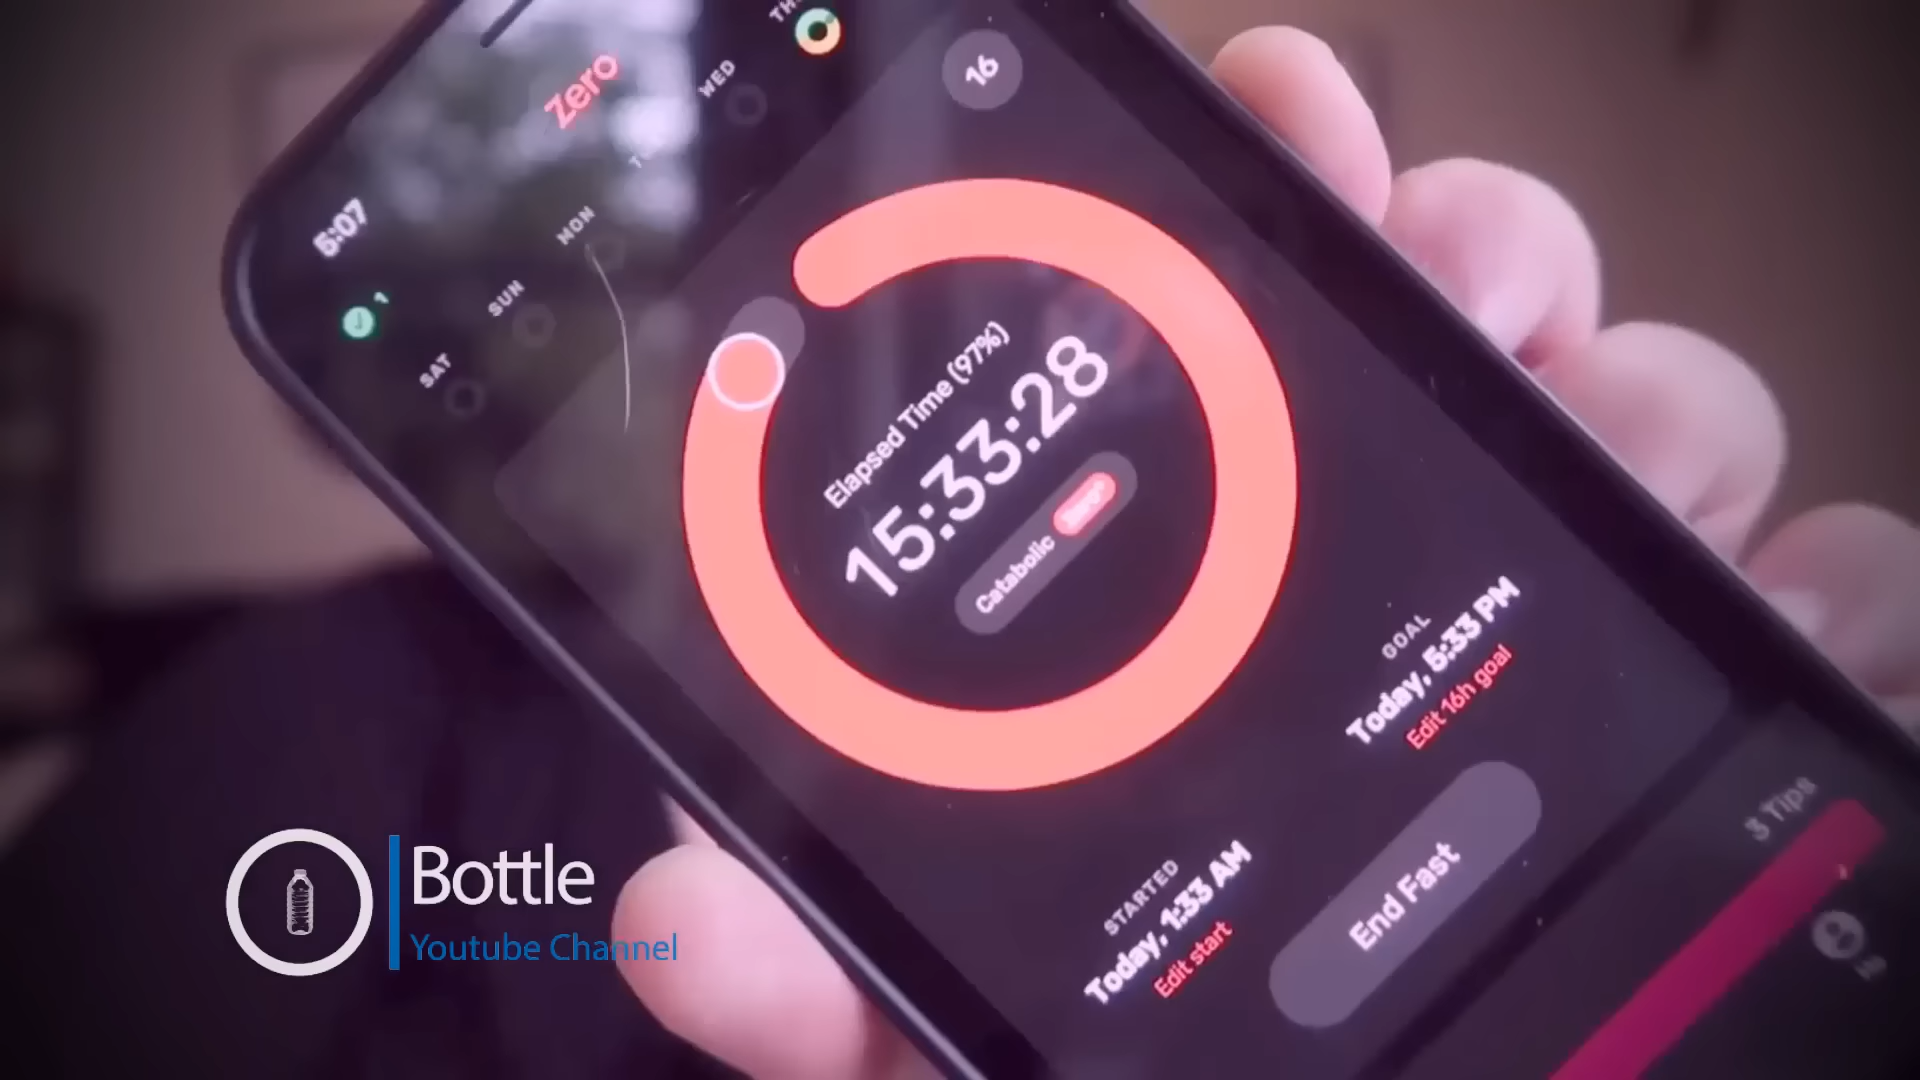 5:07
Zero
1
SAT
SUN
MON
WED
16
Elapsed Time (97%)
15:33:28
Catabolic
STARTED
Today, 1:33 AM
Edit start
GOAL
Today, 5:33 PM
Edit 16h goal
End Fast
3 Tips
Bottle
Youtube Channel